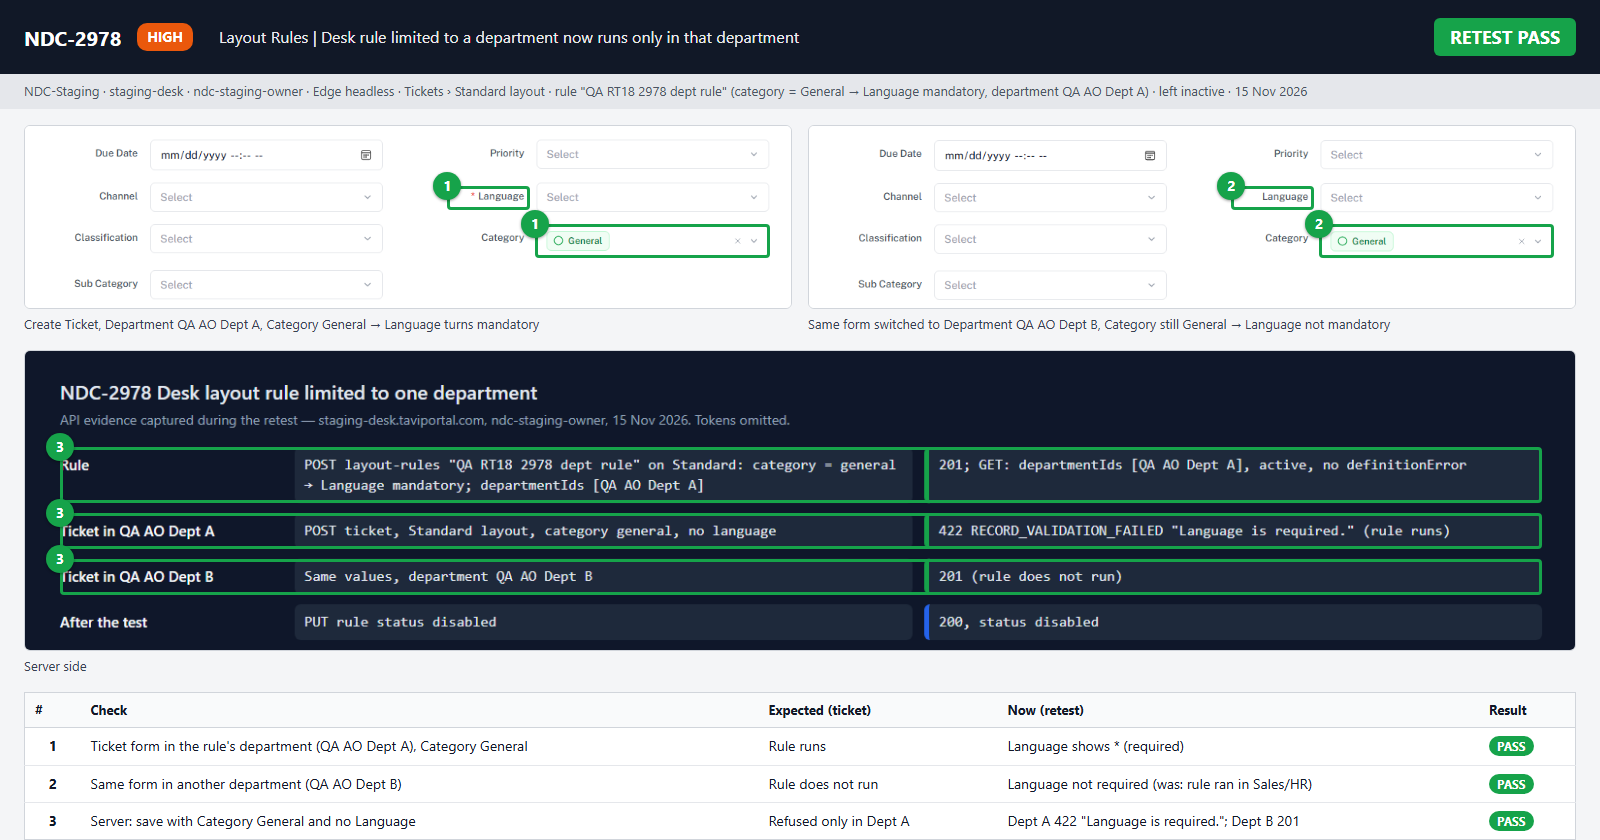 NDC-2978 HIGH Layout Rules | Desk rule limited to a department now runs only in that department RETEST PASS
NDC-Staging · staging-desk · ndc-staging-owner · Edge headless · Tickets › Standard layout · rule "QA RT18 2978 dept rule" (category = General → Language mandatory, department QA AO Dept A) · left inactive · 15 Nov 2026
Due Date mm/dd/yyyy --:-- -- Priority Select
Channel Select 1 * Language Select
Classification Select Category 1 General
Sub Category Select
Create Ticket, Department QA AO Dept A, Category General → Language turns mandatory
Due Date mm/dd/yyyy --:-- -- Priority Select
Channel Select 2 Language Select
Classification Select Category 2 General
Sub Category Select
Same form switched to Department QA AO Dept B, Category still General → Language not mandatory
NDC-2978 Desk layout rule limited to one department
API evidence captured during the retest — staging-desk.taviportal.com, ndc-staging-owner, 15 Nov 2026. Tokens omitted.
3
Rule POST layout-rules "QA RT18 2978 dept rule" on Standard: category = general 201; GET: departmentIds [QA AO Dept A], active, no definitionError
→ Language mandatory; departmentIds [QA AO Dept A]
3
Ticket in QA AO Dept A POST ticket, Standard layout, category general, no language 422 RECORD_VALIDATION_FAILED "Language is required." (rule runs)
3
Ticket in QA AO Dept B Same values, department QA AO Dept B 201 (rule does not run)
After the test PUT rule status disabled 200, status disabled
Server side
# Check Expected (ticket) Now (retest) Result
1 Ticket form in the rule's department (QA AO Dept A), Category General Rule runs Language shows * (required) PASS
2 Same form in another department (QA AO Dept B) Rule does not run Language not required (was: rule ran in Sales/HR) PASS
3 Server: save with Category General and no Language Refused only in Dept A Dept A 422 "Language is required."; Dept B 201 PASS